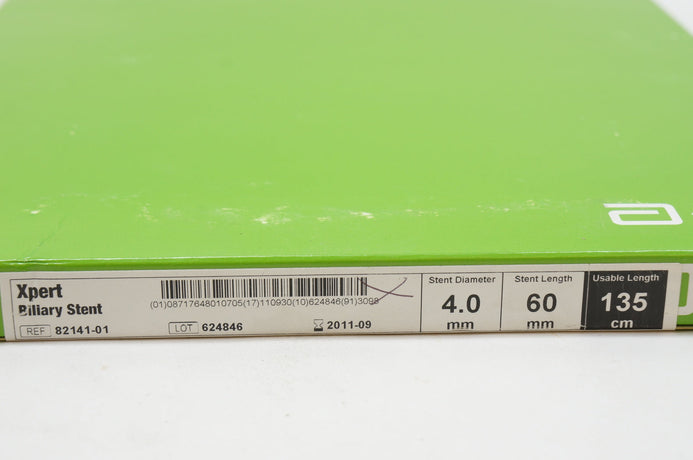 Xpert
Biliary Stent
REF 82141-01
(01)08717648010705(17)110930(10)624846(91)3098
LOT 624846
2011-09
Stent Diameter
4.0
mm
Stent Length
60
mm
Usable Length
135
cm